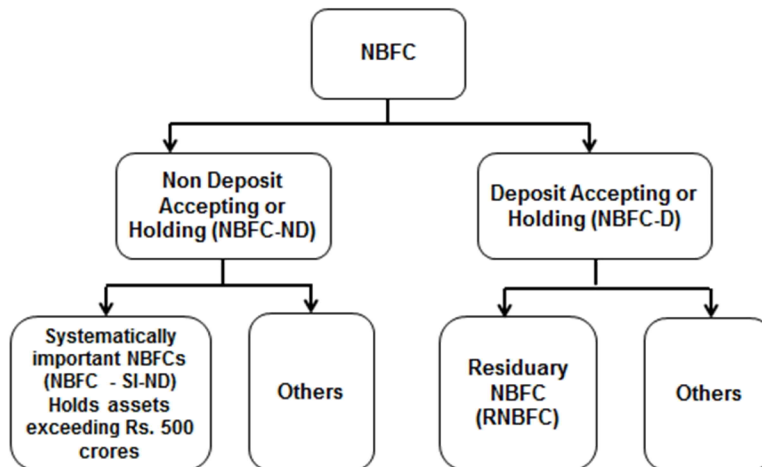 NBFC
Non Deposit
Accepting or
Holding (NBFC-ND)
Deposit Accepting or
Holding (NBFC-D)
Systematically
important NBFCs
(NBFC - SI-ND)
Holds assets
exceeding Rs. 500
crores
Others
Residuary
NBFC
(RNBFC)
Others